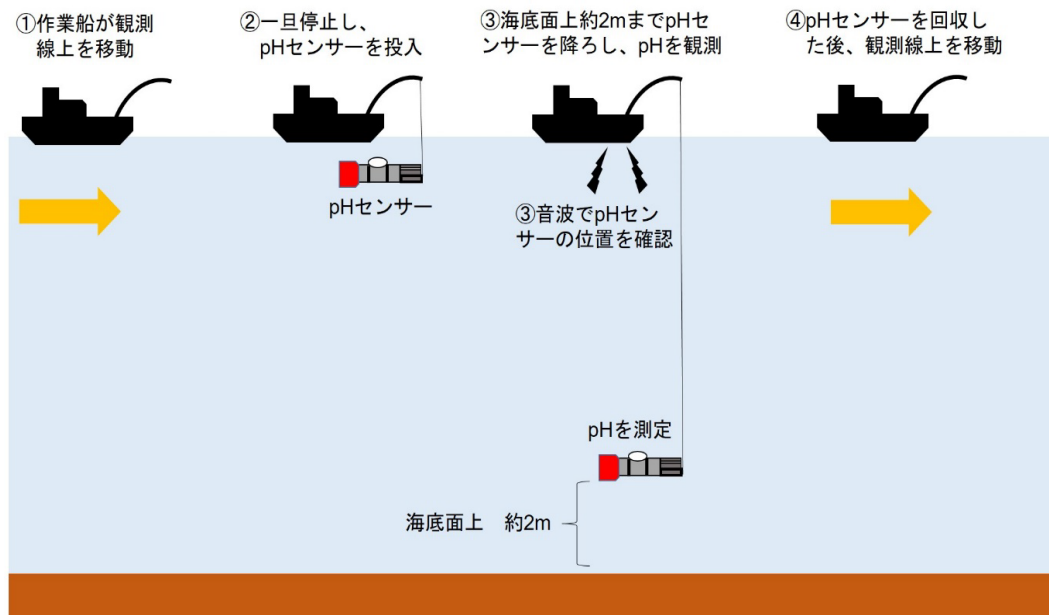 ①作業船が観測
線上を移動
②一旦停止し、
pHセンサーを投入
③海底面上約2mまでpHセ
ンサーを降ろし、pHを観測
④pHセンサーを回収し
た後、観測線上を移動
pHセンサー
③音波でpHセン
サーの位置を確認
pHを測定
海底面上　約2m